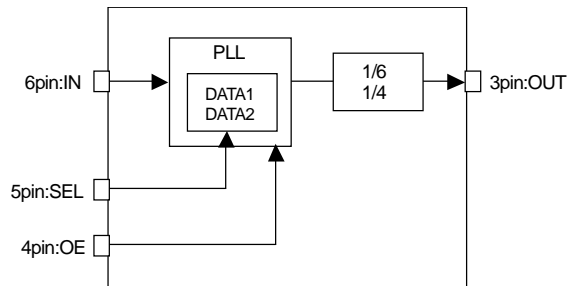 PLL
6pin:IN
DATA1
DATA2
1/6
1/4
3pin:OUT
5pin:SEL
4pin:OE